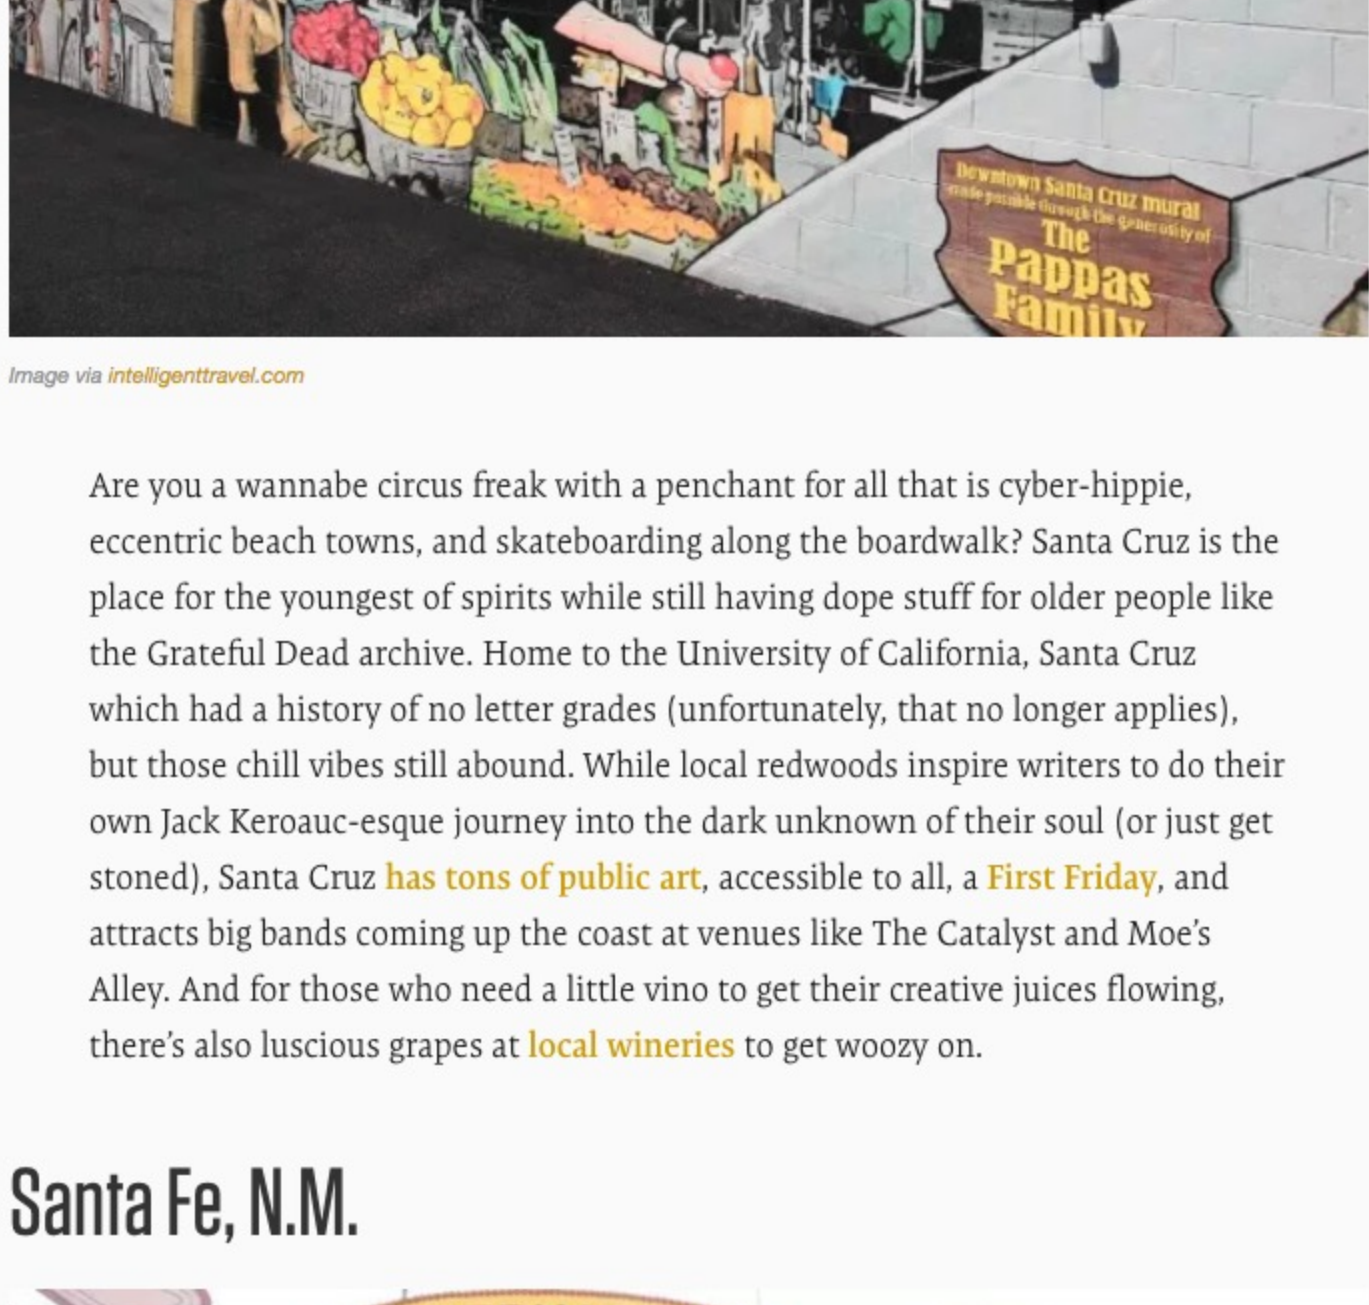 Downtown Santa Cruz mural
made possible through the generosity of
The
Pappas
Family
Image via intelligenttravel.com
Are you a wannabe circus freak with a penchant for all that is cyber-hippie,
eccentric beach towns, and skateboarding along the boardwalk? Santa Cruz is the
place for the youngest of spirits while still having dope stuff for older people like
the Grateful Dead archive. Home to the University of California, Santa Cruz
which had a history of no letter grades (unfortunately, that no longer applies),
but those chill vibes still abound. While local redwoods inspire writers to do their
own Jack Keroauc-esque journey into the dark unknown of their soul (or just get
stoned), Santa Cruz has tons of public art, accessible to all, a First Friday, and
attracts big bands coming up the coast at venues like The Catalyst and Moe’s
Alley. And for those who need a little vino to get their creative juices flowing,
there’s also luscious grapes at local wineries to get woozy on.
Santa Fe, N.M.